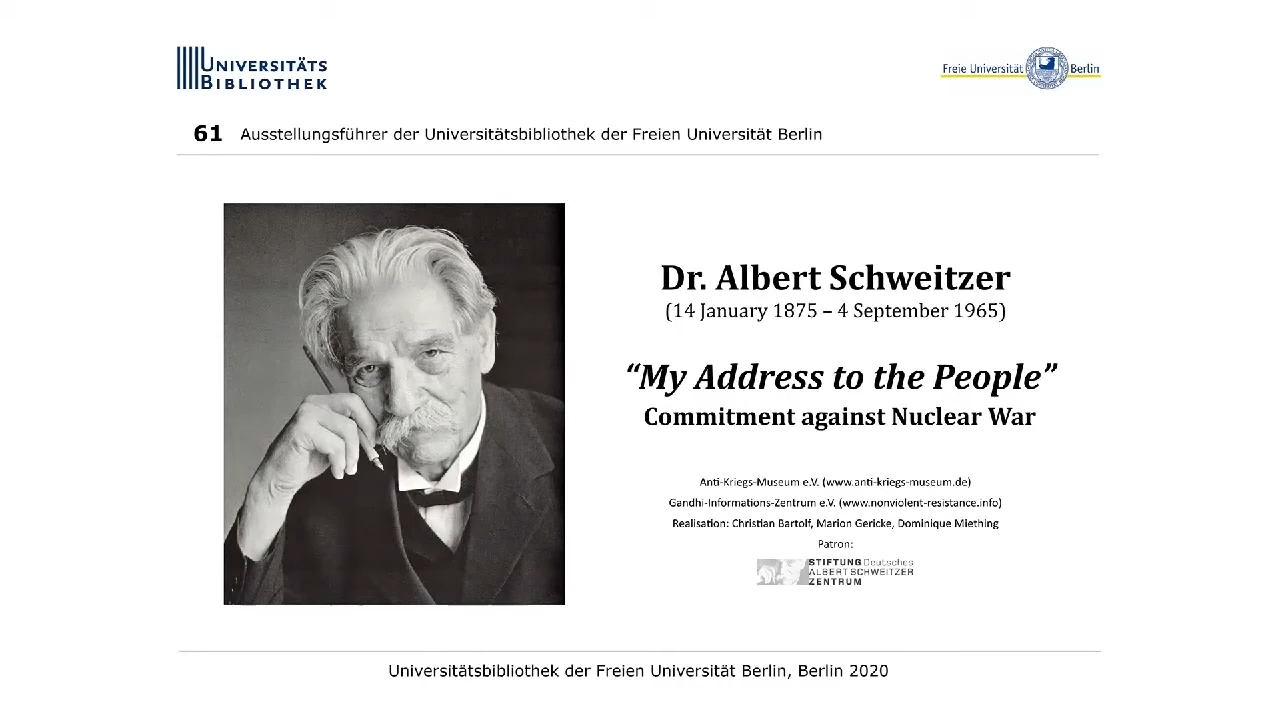 UNIVERSITÄTS
BIBLIOTHEK
Freie Universität Berlin
61 Ausstellungsführer der Universitätsbibliothek der Freien Universität Berlin
Dr. Albert Schweitzer
(14 January 1875 – 4 September 1965)
“My Address to the People”
Commitment against Nuclear War
Anti-Kriegs-Museum e.V. (www.anti-kriegs-museum.de)
Gandhi-Informations-Zentrum e.V. (www.nonviolent-resistance.info)
Realisation: Christian Bartolf, Marion Gericke, Dominique Miething
Patron:
STIFTUNG Deutsches
ALBERT SCHWEITZER
ZENTRUM
Universitätsbibliothek der Freien Universität Berlin, Berlin 2020